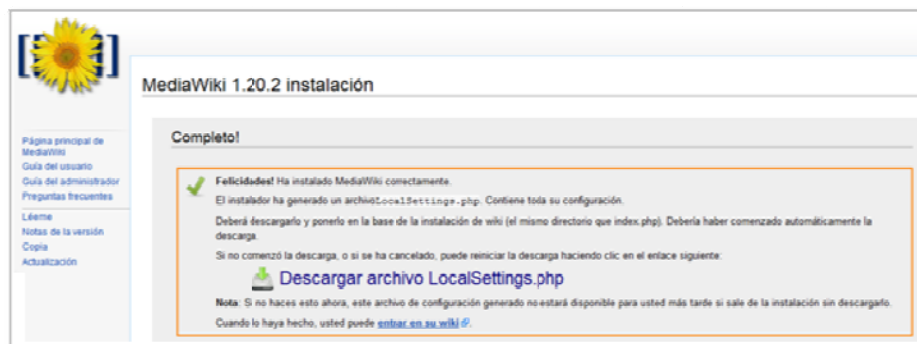 MediaWiki 1.20.2 instalación
Página principal de
MediaWiki
Guía del usuario
Guía del administrador
Preguntas frecuentes
Léeme
Notas de la versión
Copia
Actualización
Completo!
Felicidades! Ha instalado MediaWiki correctamente.
El instalador ha generado un archivoLocalSettings.php. Contiene toda su configuración.
Deberá descargarlo y ponerlo en la base de la instalación de wiki (el mismo directorio que index.php). Debería haber comenzado automáticamente la
descarga.
Si no comenzó la descarga, o si se ha cancelado, puede reiniciar la descarga haciendo clic en el enlace siguiente:
Descargar archivo LocalSettings.php
Nota: Si no haces esto ahora, este archivo de configuración generado no estará disponible para usted más tarde si sale de la instalación sin descargarlo.
Cuando lo haya hecho, usted puede entrar en su wiki.